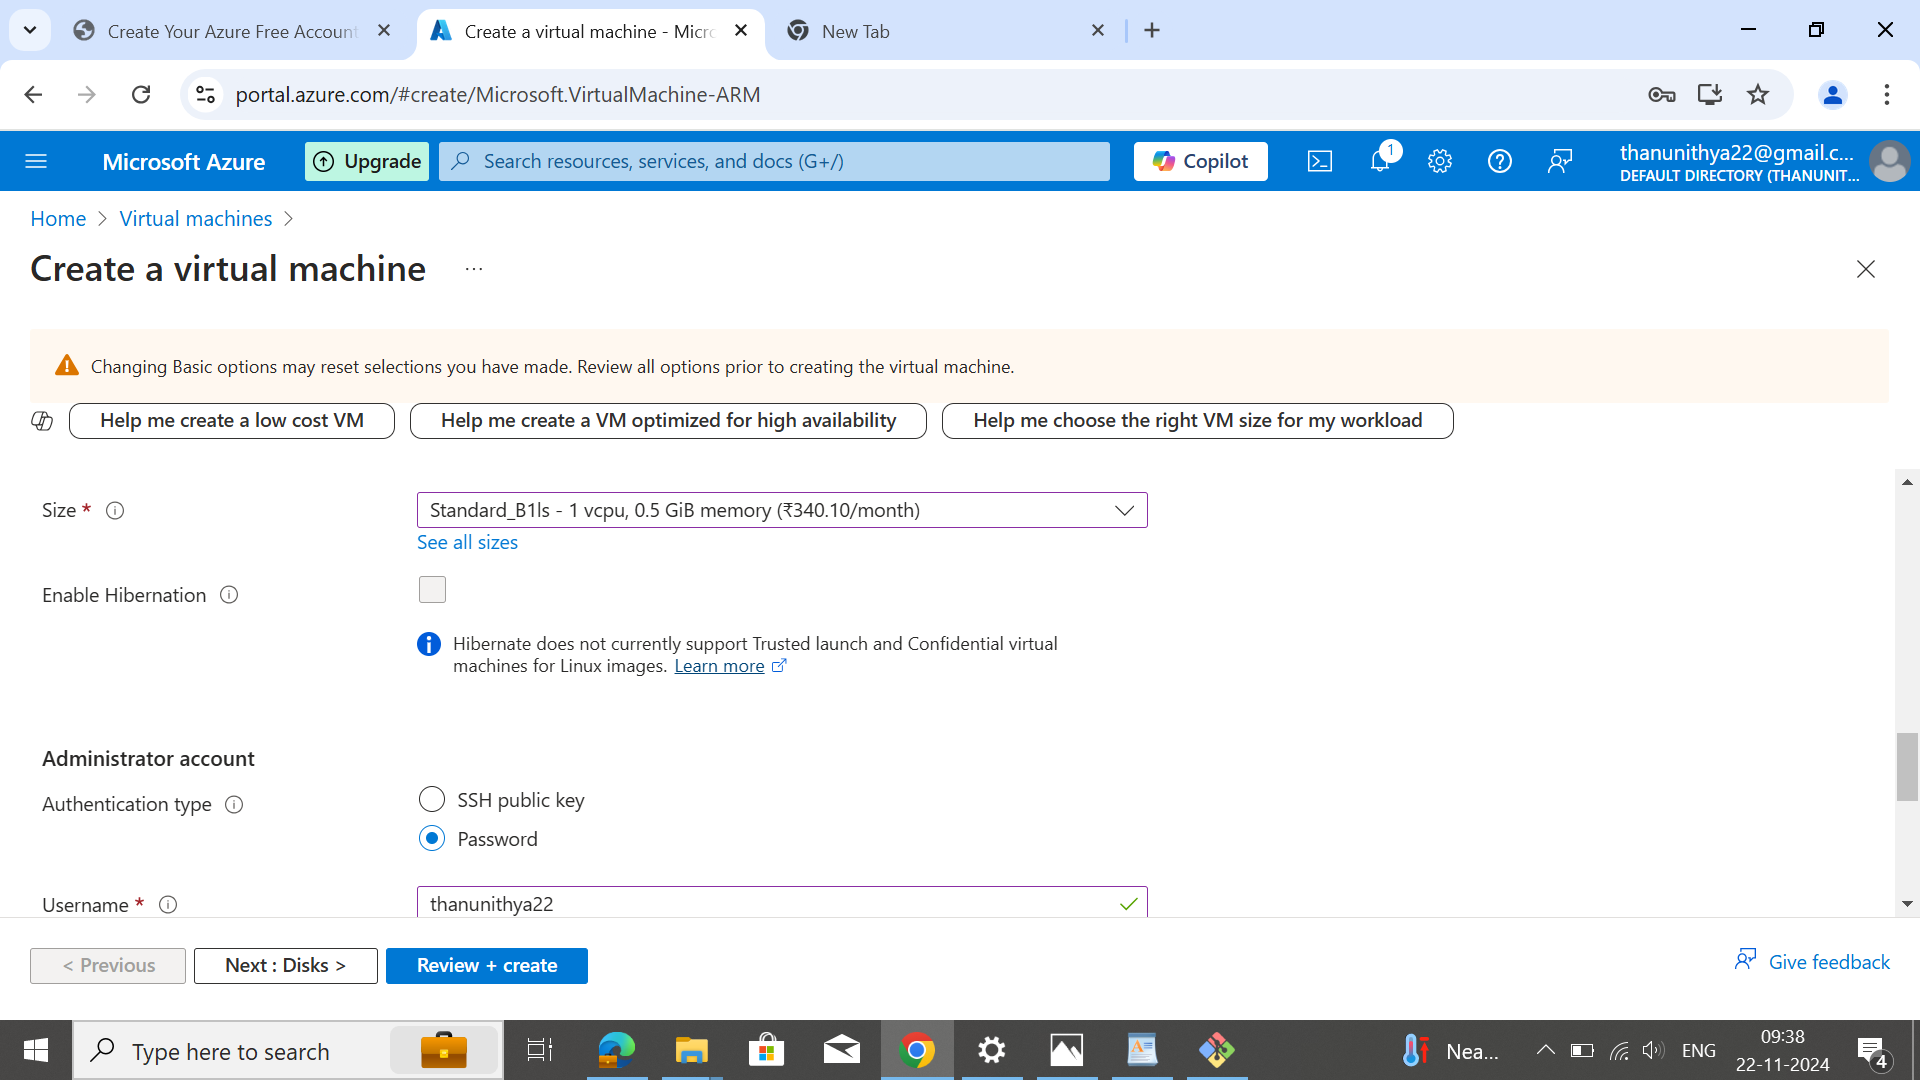 Create Your Azure Free Account
Create a virtual machine - Micro
New Tab
portal.azure.com/#create/Microsoft.VirtualMachine-ARM
Microsoft Azure
Upgrade
Search resources, services, and docs (G+/)
Copilot
1
thanunithya22@gmail.c...
DEFAULT DIRECTORY (THANUNIT...
Home
Virtual machines
Create a virtual machine
...
Changing Basic options may reset selections you have made. Review all options prior to creating the virtual machine.
Help me create a low cost VM
Help me create a VM optimized for high availability
Help me choose the right VM size for my workload
Size *
Standard_B1ls - 1 vcpu, 0.5 GiB memory (₹340.10/month)
See all sizes
Enable Hibernation
Hibernate does not currently support Trusted launch and Confidential virtual
machines for Linux images. Learn more
Administrator account
Authentication type
SSH public key
Password
Username *
thanunithya22
< Previous
Next : Disks >
Review + create
Give feedback
Type here to search
Nea...
ENG
09:38
22-11-2024
4